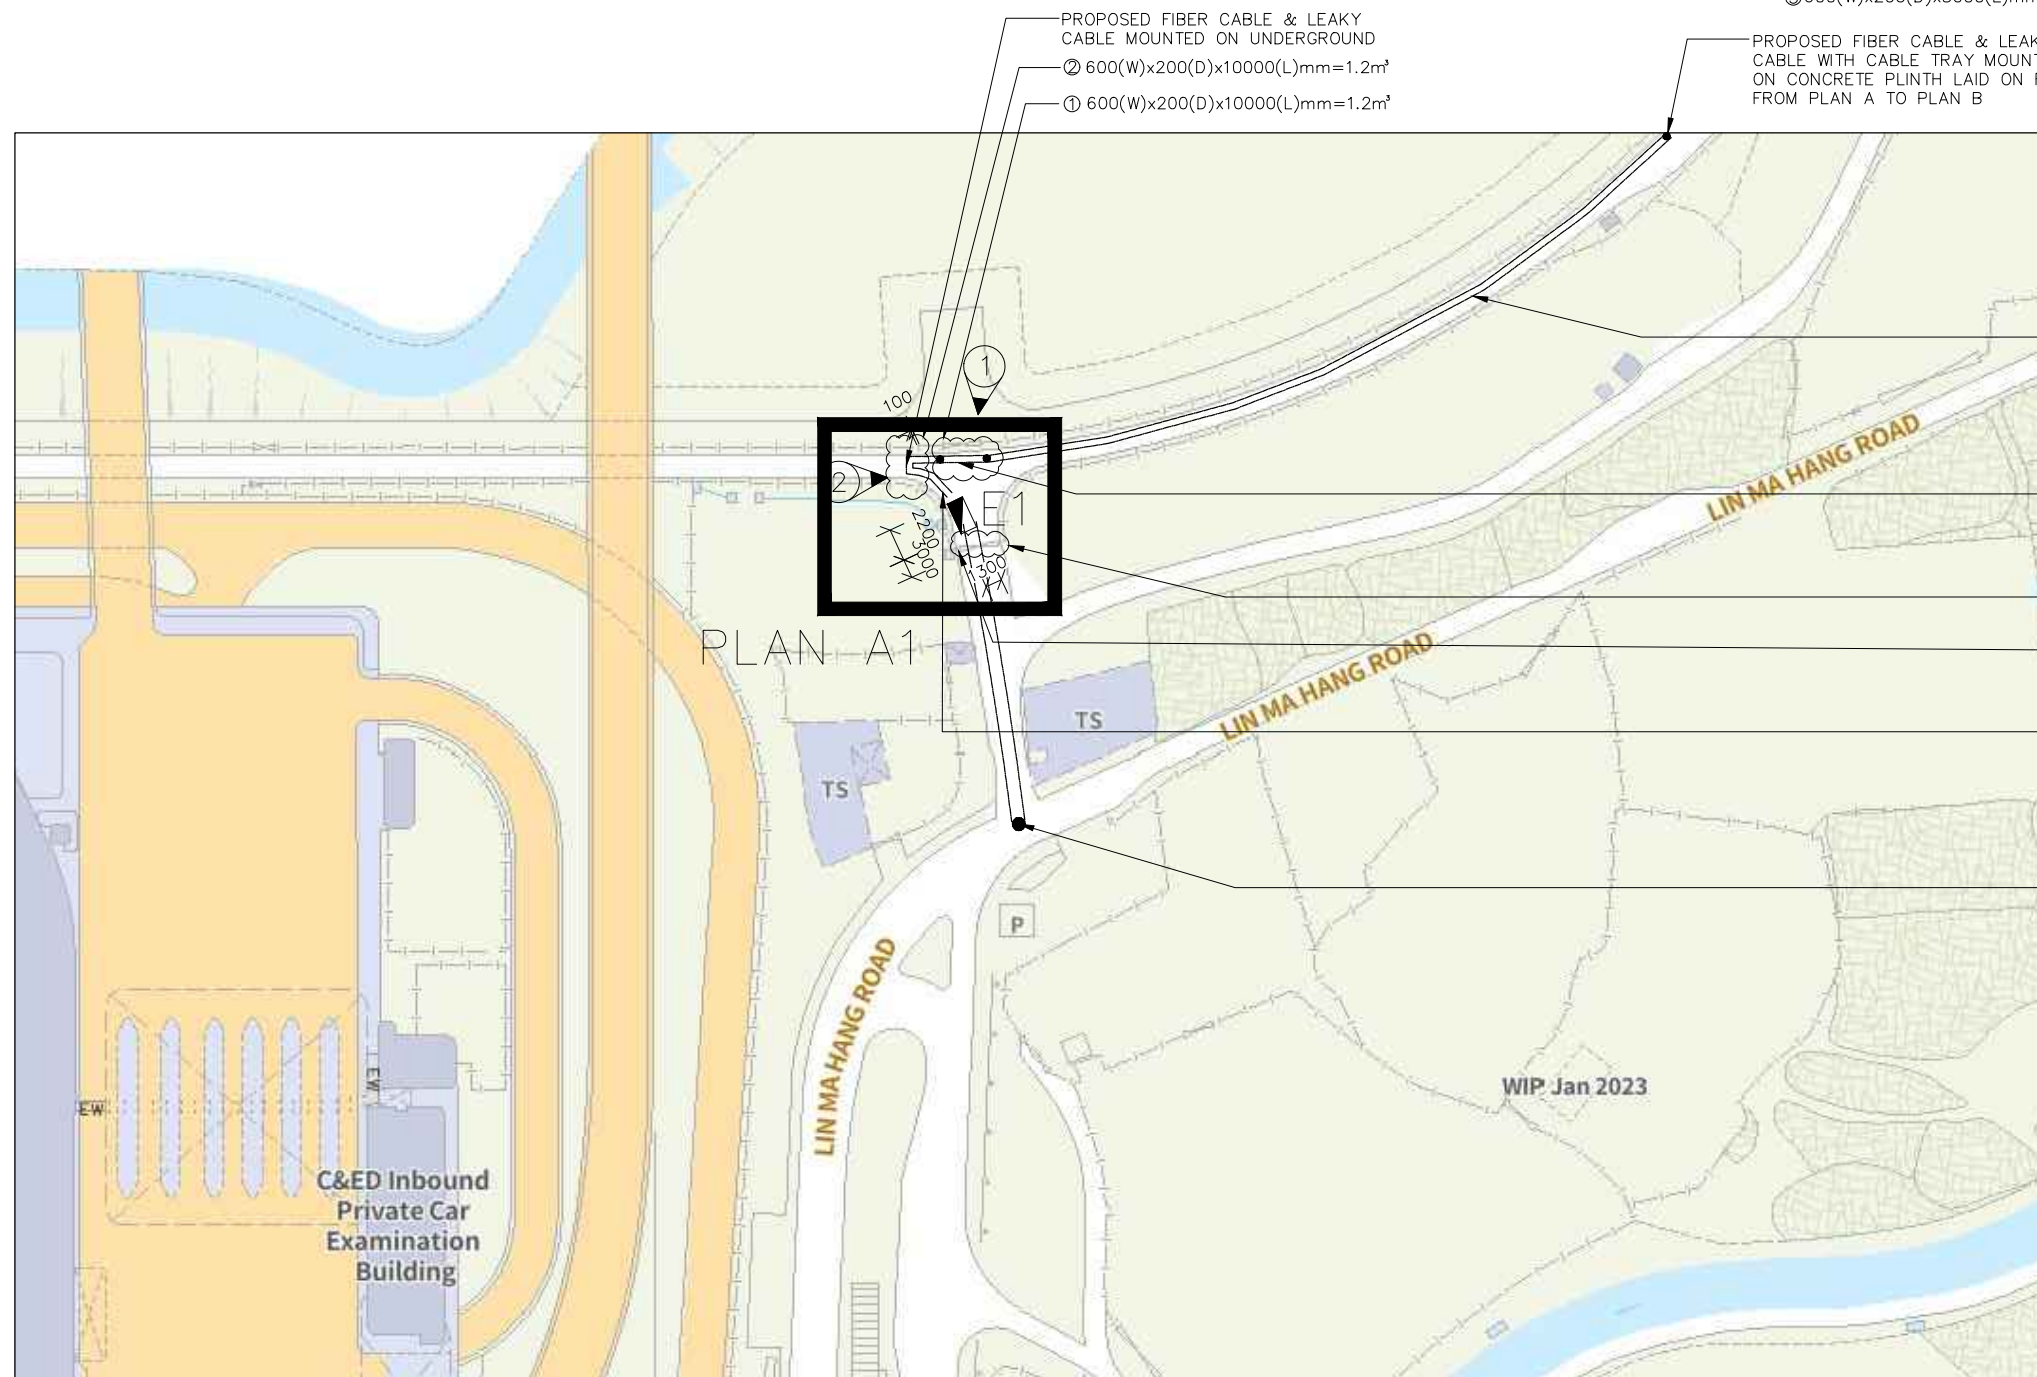 PROPOSED FIBER CABLE & LEAKY
CABLE MOUNTED ON UNDERGROUND
② 600(W)x200(D)x10000(L)mm=1.2m³
① 600(W)x200(D)x10000(L)mm=1.2m³
PROPOSED FIBER CABLE & LEAK
CABLE WITH CABLE TRAY MOUNT
ON CONCRETE PLINTH LAID ON
FROM PLAN A TO PLAN B
1
100
2
E1
2200
3000
300
PLAN A1
LIN MA HANG ROAD
LIN MA HANG ROAD
TS
TS
P
LIN MA HANG ROAD
WIP Jan 2023
EW
EW
C&ED Inbound
Private Car
Examination
Building